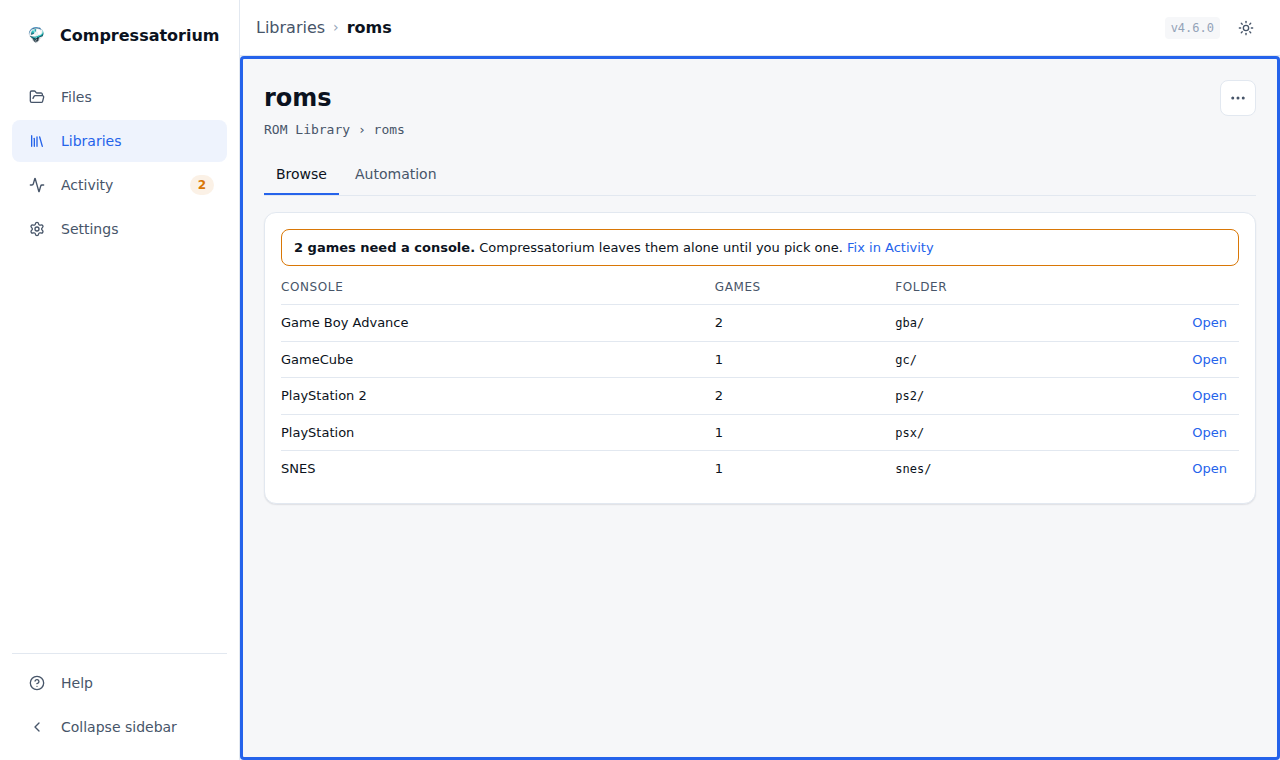 Compressatorium
Libraries › roms
v4.6.0
Files
Libraries
Activity 2
Settings
Help
Collapse sidebar
roms
ROM Library › roms
Browse Automation
2 games need a console. Compressatorium leaves them alone until you pick one. Fix in Activity
CONSOLE GAMES FOLDER
Game Boy Advance 2 gba/ Open
GameCube 1 gc/ Open
PlayStation 2 2 ps2/ Open
PlayStation 1 psx/ Open
SNES 1 snes/ Open